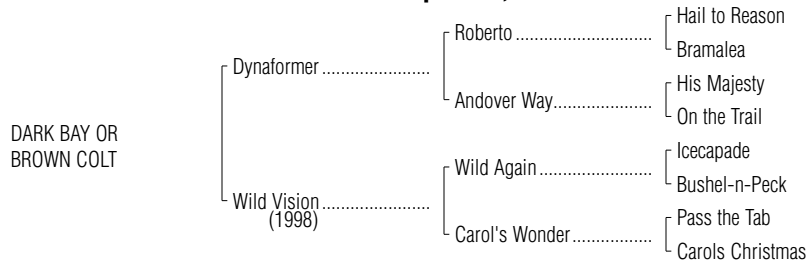 Hail to Reason
Roberto ......................
Bramalea
Dynaformer .......................
His Majesty
Andover Way....................
On the Trail
DARK BAY OR
BROWN COLT
Icecapade
Wild Again .......................
Bushel-n-Peck
Wild Vision .......................
(1998)
Pass the Tab
Carol's Wonder.................
Carols Christmas